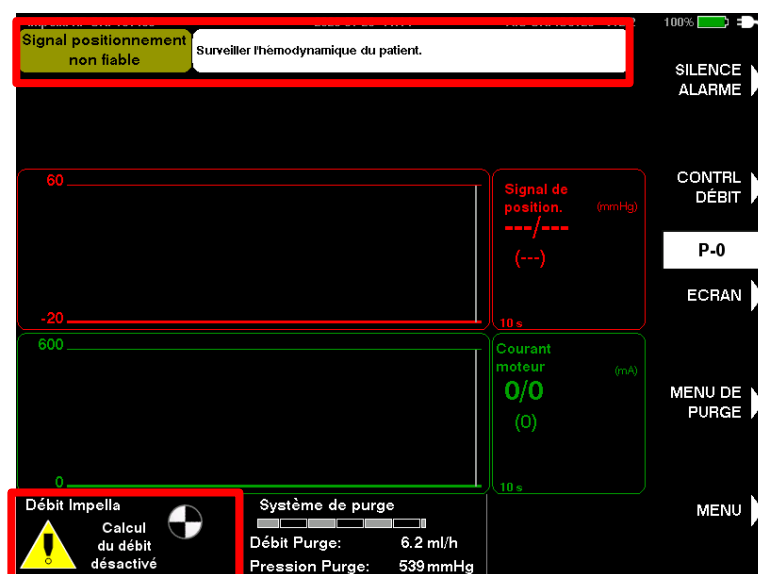 100%
Signal positionnement
non fiable
Surveiller l'hémodynamique du patient.
SILENCE
ALARME
60
Signal de
position.
(mmHg)
---/---
(---)
-20
10 s
CONTRL
DÉBIT
P-0
ECRAN
600
Courant
moteur
(mA)
0/0
(0)
0
10 s
MENU DE
PURGE
Débit Impella
Calcul
du débit
désactivé
Système de purge
Débit Purge: 6.2 ml/h
Pression Purge: 539 mmHg
MENU